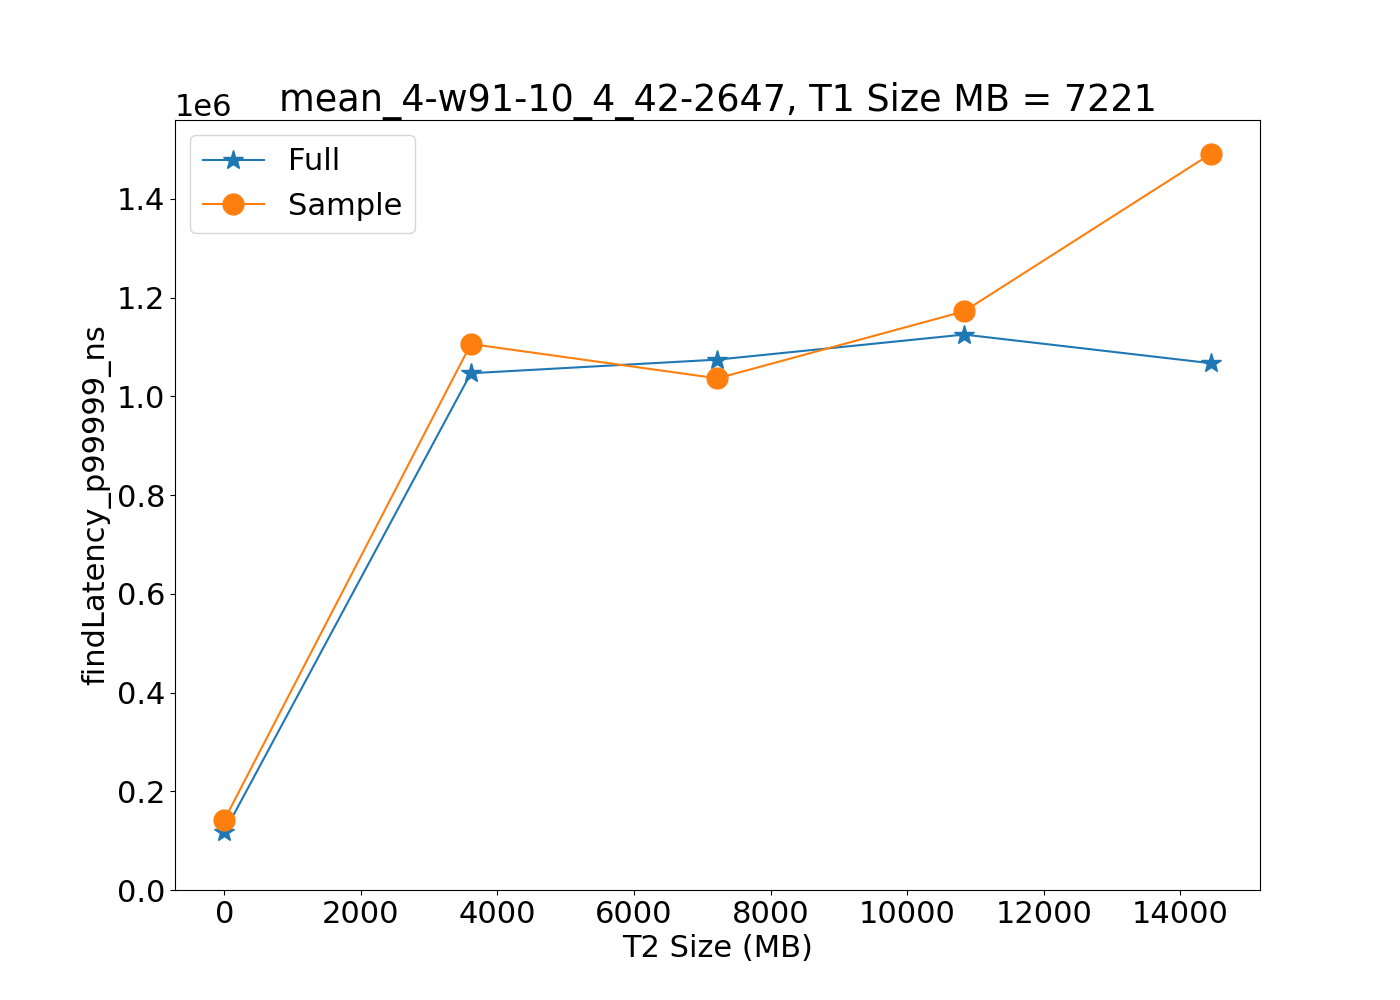 mean_4-w91-10_4_42-2647, T1 Size MB = 7221
1e6
Full
Sample
1.4
1.2
1.0
0.8
0.6
0.4
0.2
0.0
findLatency_p99999_ns
0 2000 4000 6000 8000 10000 12000 14000
T2 Size (MB)